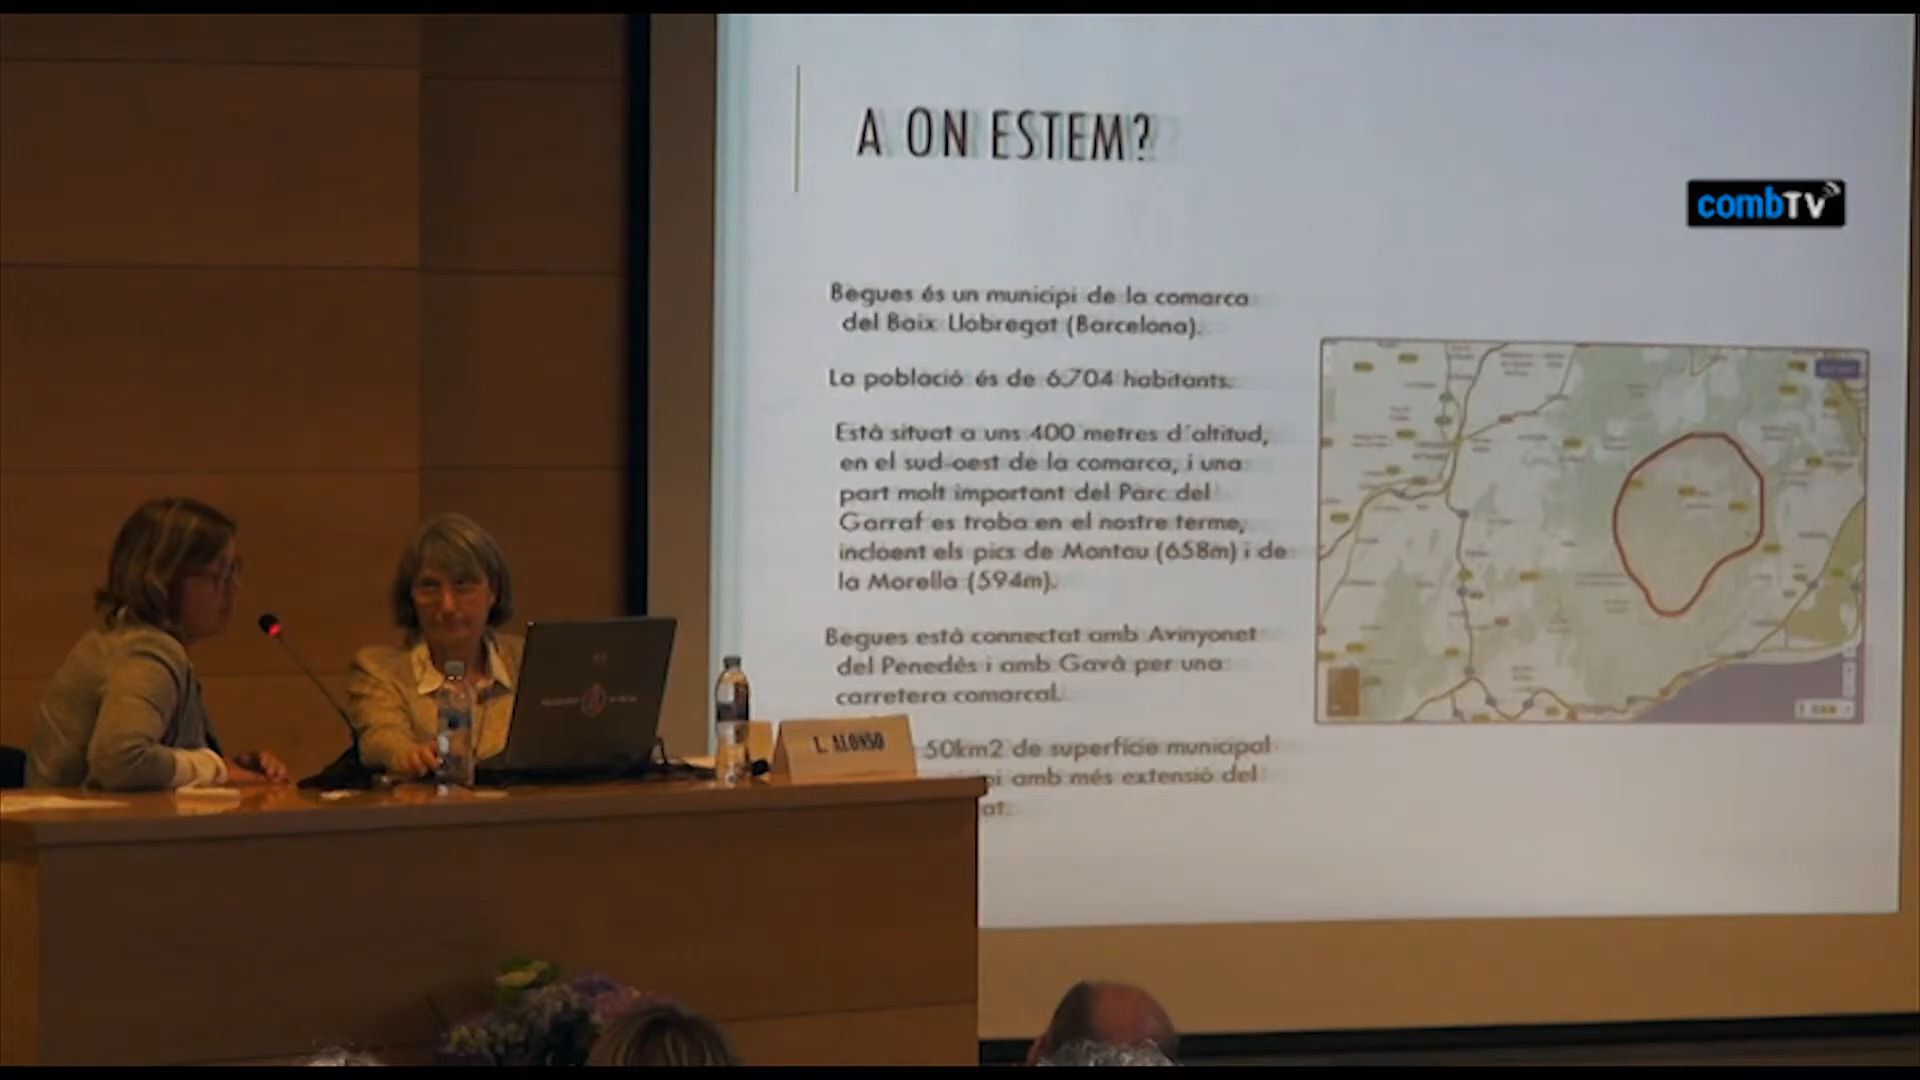 A ON ESTEM?
combTV
Begues és un municipi de la comarca
del Baix Llobregat (Barcelona).
La població és de 6.704 habitants.
Està situat a uns 400 metres d´altitud,
en el sud-oest de la comarca, i una
part molt important del Parc del
Garraf es troba en el nostre terme,
incloent els pics de Montau (658m) i de
la Morella (594m).
Begues està connectat amb Avinyonet
del Penedès i amb Gavà per una
carretera comarcal.
50km2 de superfície municipal
pi amb més extensió del
at.
L. ALONSO